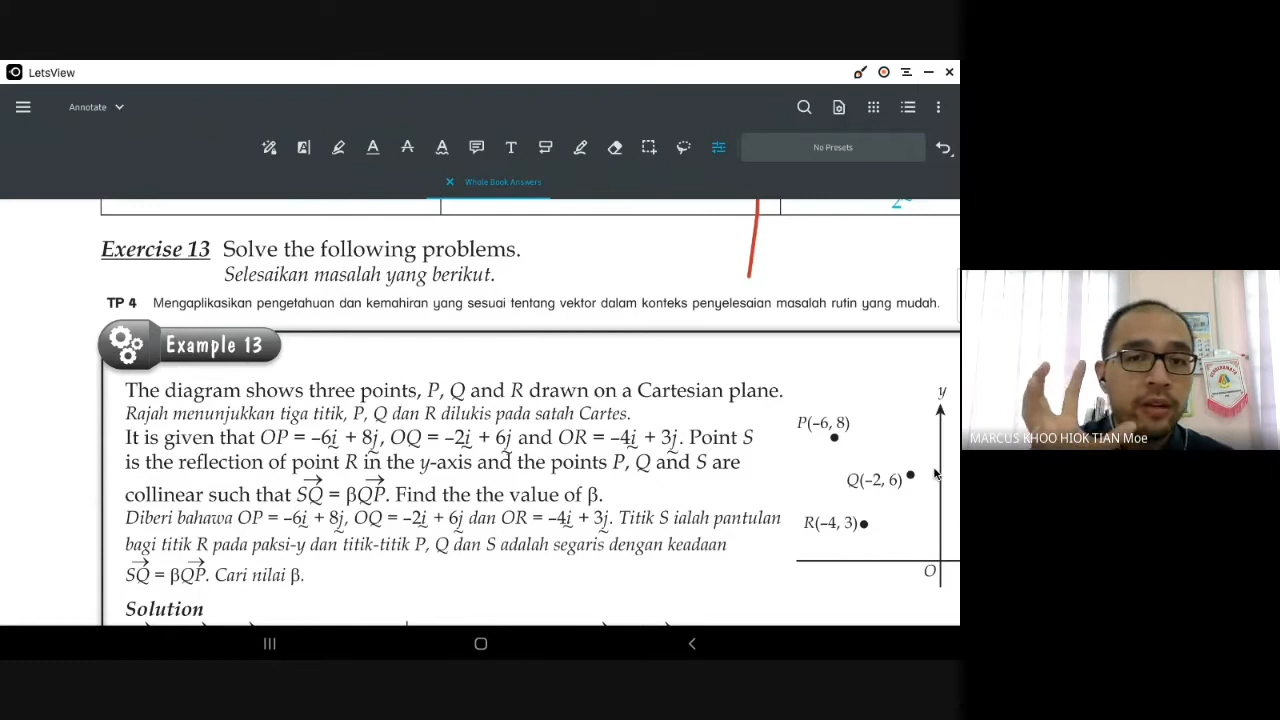 LetsView
Annotate
No Presets
Whole Book Answers
2
Exercise 13 Solve the following problems.
Selesaikan masalah yang berikut.
TP 4 Mengaplikasikan pengetahuan dan kemahiran yang sesuai tentang vektor dalam konteks penyelesaian masalah rutin yang mudah.
Example 13
The diagram shows three points, P, Q and R drawn on a Cartesian plane.
Rajah menunjukkan tiga titik, P, Q dan R dilukis pada satah Cartes.
It is given that OP = –6i + 8j, OQ = –2i + 6j and OR = –4i + 3j. Point S
is the reflection of point R in the y-axis and the points P, Q and S are
collinear such that SQ = βQP. Find the the value of β.
Diberi bahawa OP = –6i + 8j, OQ = –2i + 6j dan OR = –4i + 3j. Titik S ialah pantulan
bagi titik R pada paksi-y dan titik-titik P, Q dan S adalah segaris dengan keadaan
SQ = βQP. Cari nilai β.
Solution
y
P(–6, 8)
Q(–2, 6)
R(–4, 3)
O
MARCUS KHOO HIOK TIAN Moe